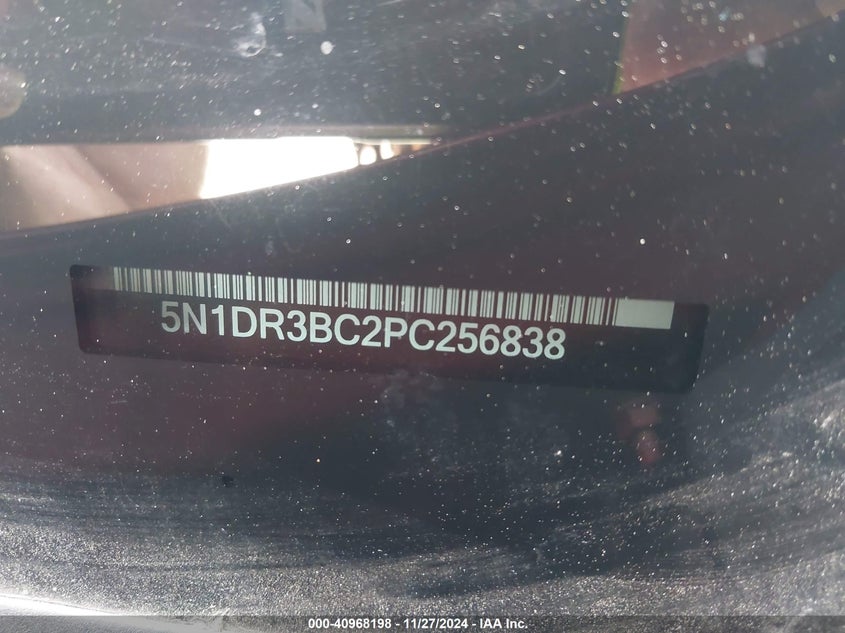 5N1DR3BC2PC256838
000-40968198 - 11/27/2024 - IAA Inc.